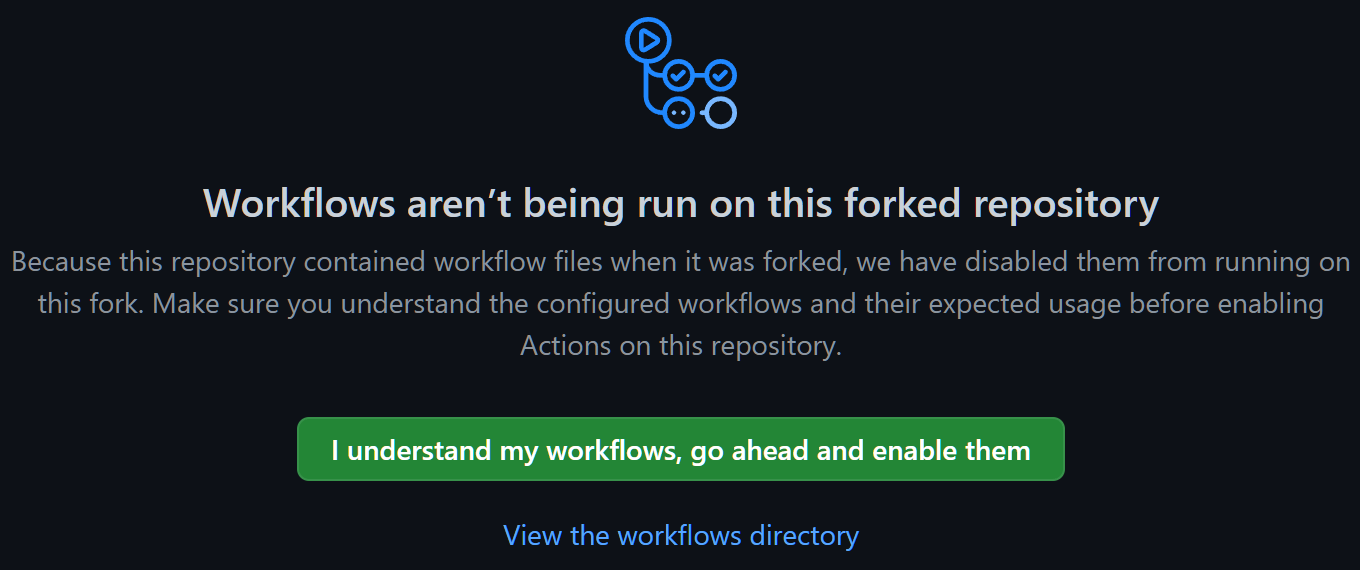 Workflows aren’t being run on this forked repository
Because this repository contained workflow files when it was forked, we have disabled them from running on
this fork. Make sure you understand the configured workflows and their expected usage before enabling
Actions on this repository.
I understand my workflows, go ahead and enable them
View the workflows directory